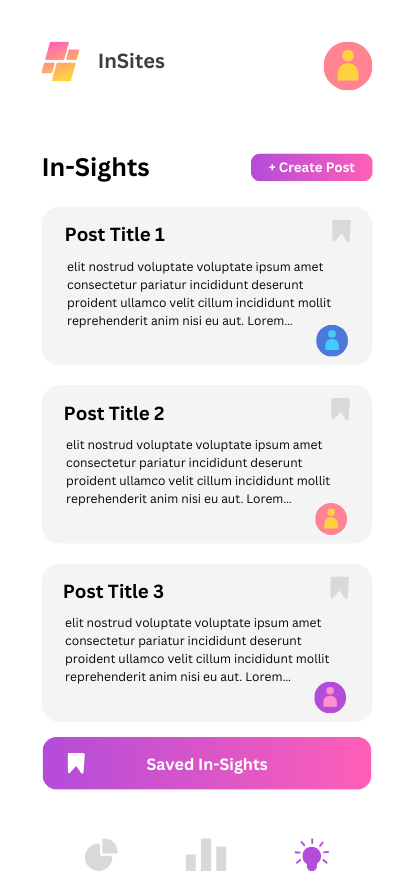 InSites
In-Sights
+ Create Post
Post Title 1
elit nostrud voluptate voluptate ipsum amet
consectetur pariatur incididunt deserunt
proident ullamco velit cillum incididunt mollit
reprehenderit anim nisi eu aut. Lorem...
Post Title 2
elit nostrud voluptate voluptate ipsum amet
consectetur pariatur incididunt deserunt
proident ullamco velit cillum incididunt mollit
reprehenderit anim nisi eu aut. Lorem...
Post Title 3
elit nostrud voluptate voluptate ipsum amet
consectetur pariatur incididunt deserunt
proident ullamco velit cillum incididunt mollit
reprehenderit anim nisi eu aut. Lorem...
Saved In-Sights